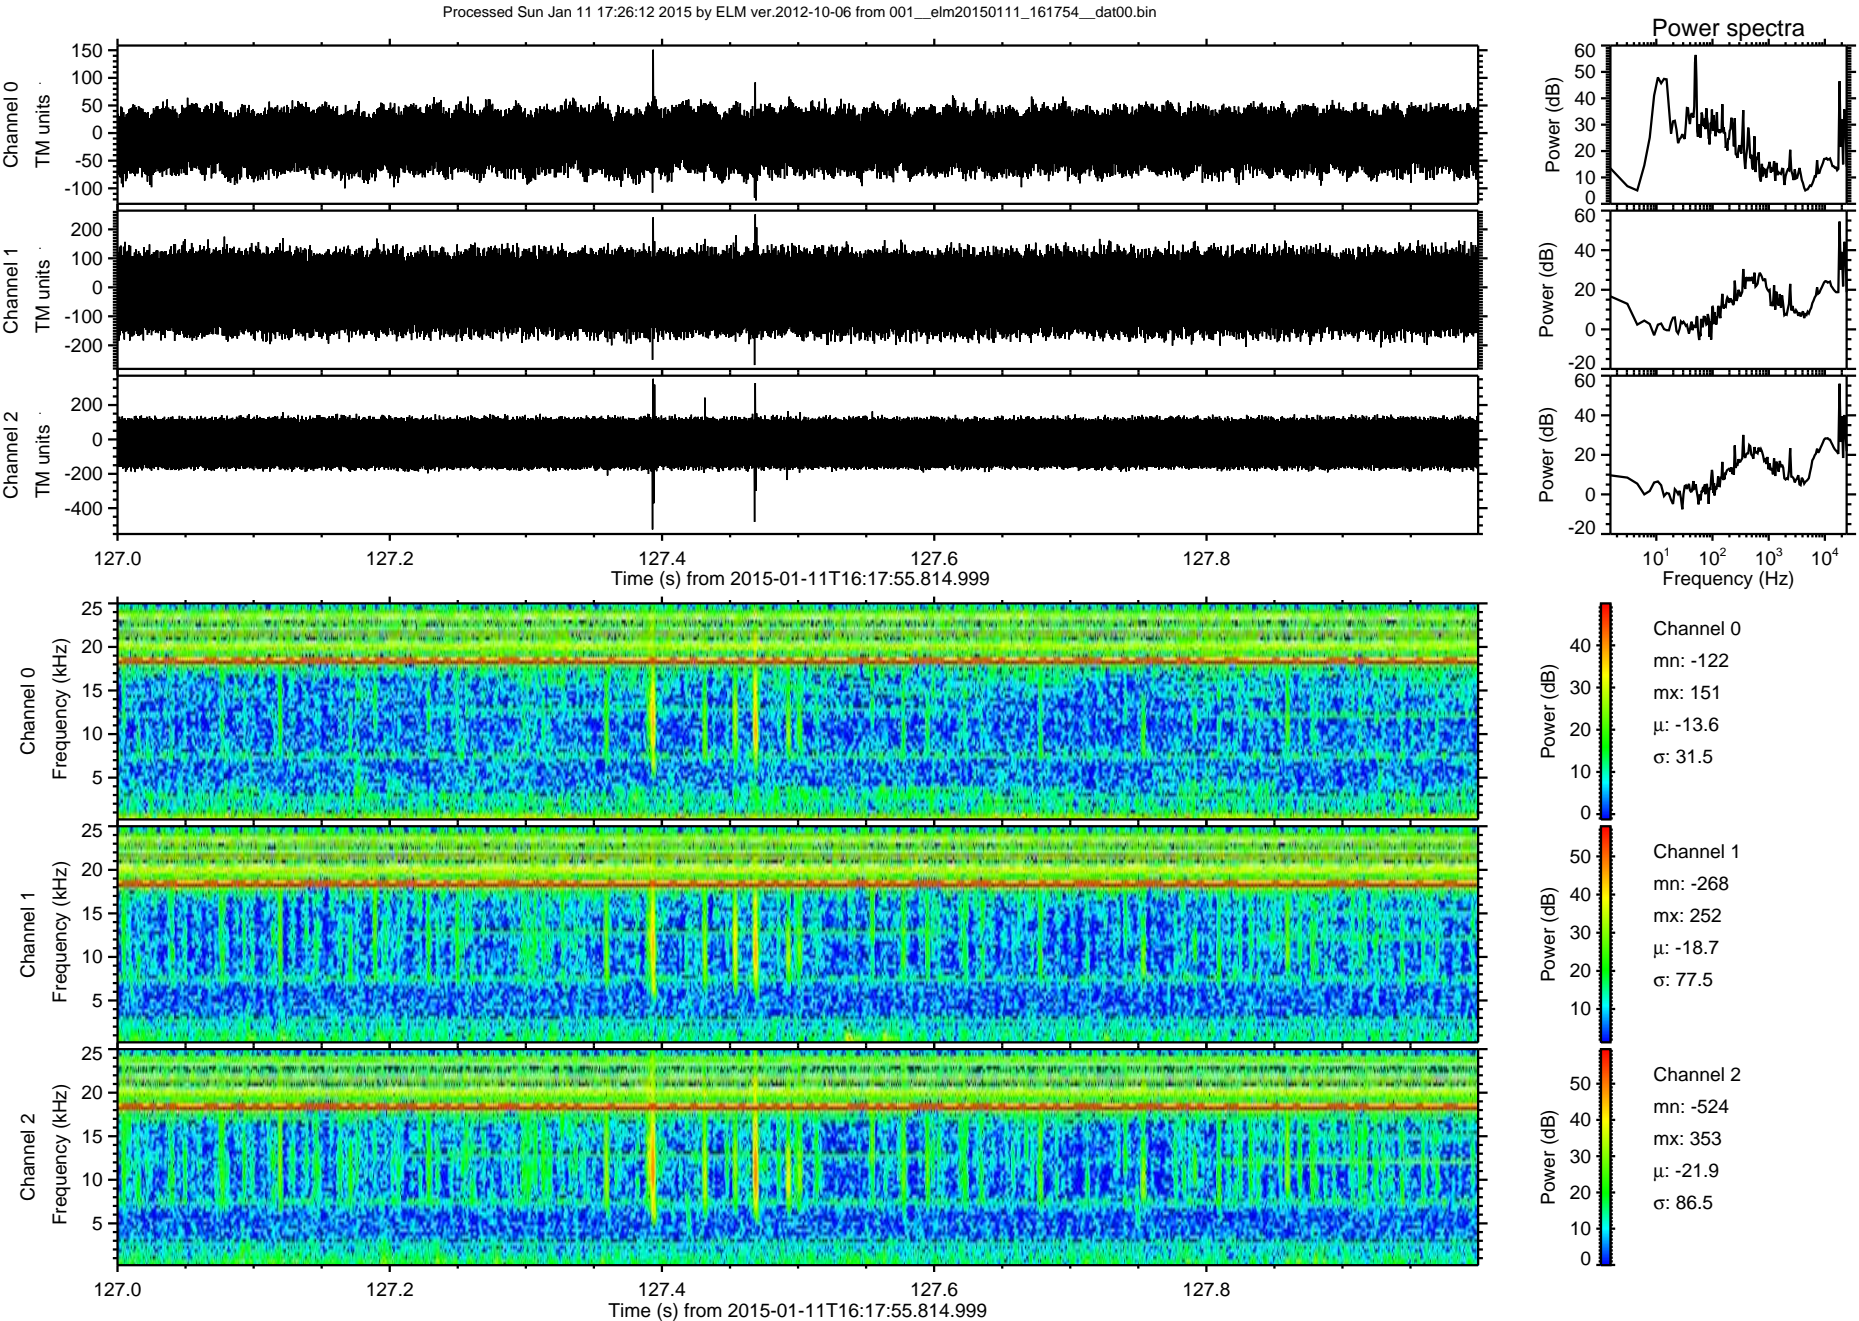 Processed Sun Jan 11 17:26:12 2015 by ELM ver.2012-10-06 from 001__elm20150111_161754__dat00.bin
Power spectra
Channel 0
TM units
150
100
50
0
-50
-100
Power (dB)
60
50
40
30
20
10
0
Channel 1
TM units
200
100
0
-100
-200
Power (dB)
60
40
20
0
-20
Channel 2
TM units
200
0
-200
-400
Power (dB)
60
40
20
0
-20
127.0 127.2 127.4 127.6 127.8
Time (s) from 2015-01-11T16:17:55.814.999
10¹ 10² 10³ 10⁴
Frequency (Hz)
Channel 0
Frequency (kHz)
25
20
15
10
5
Power (dB)
40
30
20
10
0
Channel 0
mn: -122
mx: 151
µ: -13.6
σ: 31.5
Channel 1
Frequency (kHz)
25
20
15
10
5
Power (dB)
50
40
30
20
10
Channel 1
mn: -268
mx: 252
µ: -18.7
σ: 77.5
Channel 2
Frequency (kHz)
25
20
15
10
5
Power (dB)
50
40
30
20
10
0
Channel 2
mn: -524
mx: 353
µ: -21.9
σ: 86.5
127.0 127.2 127.4 127.6 127.8
Time (s) from 2015-01-11T16:17:55.814.999